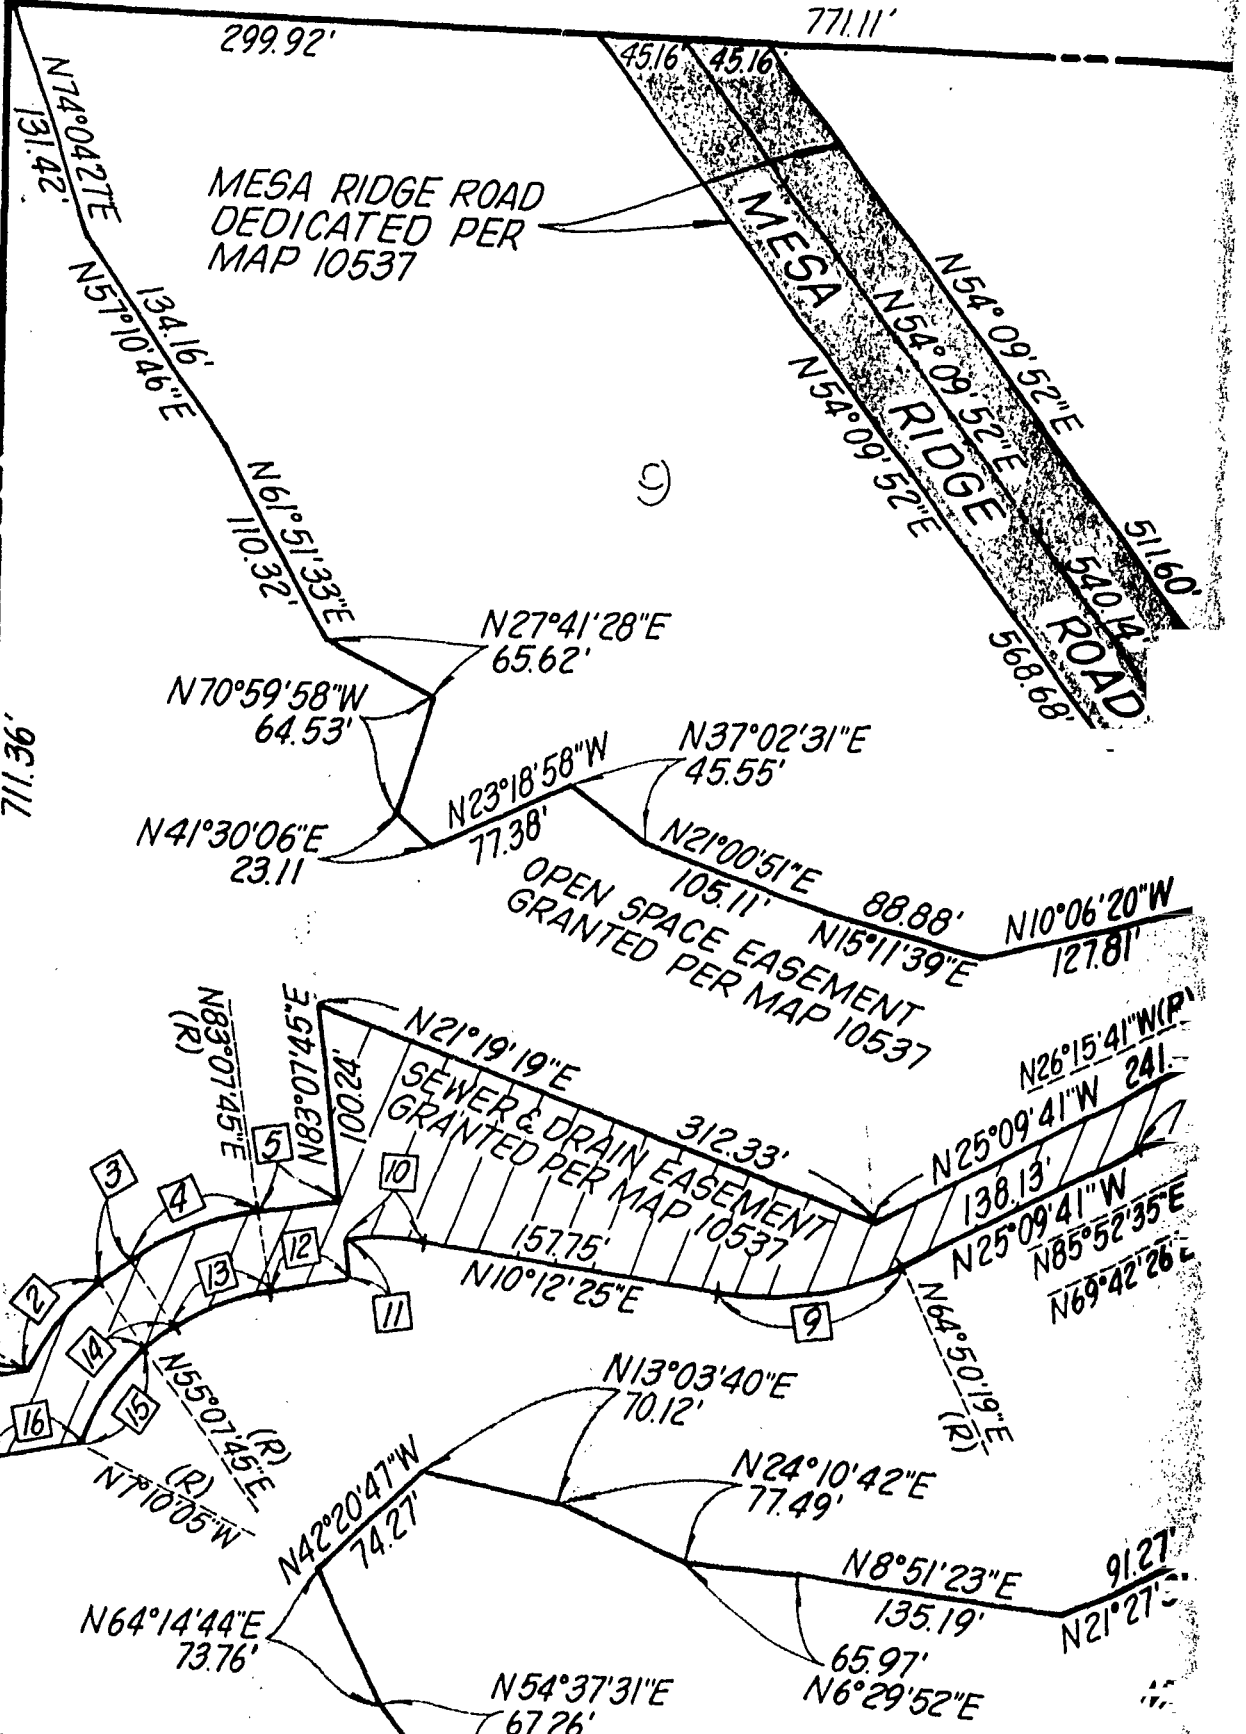 771.11'
299.92'
45.16'
45.16'
N74°04'27"E
131.42'
MESA RIDGE ROAD
DEDICATED PER
MAP 10537
MESA RIDGE ROAD
N54°09'52"E
N54°09'52"E
N54°09'52"E
511.60'
540.14'
568.68'
134.16'
N57°10'46"E
9
N61°51'33"E
110.32'
N27°41'28"E
65.62'
N70°59'58"W
64.53'
711.36'
N37°02'31"E
45.55'
N23°18'58"W
77.38'
N41°30'06"E
23.11
N21°00'51"E
105.11'
88.88'
N15°11'39"E
N10°06'20"W
127.81'
OPEN SPACE EASEMENT
GRANTED PER MAP 10537
N83°07'45"E
(R)
N83°07'45"E
100.24'
N21°19'19"E
312.33'
SEWER & DRAIN EASEMENT
GRANTED PER MAP 10537
N26°15'41"W(R
N25°09'41"W 241.
138.13'
N25°09'41"W
N85°52'35"E
N69°42'26"E
3
4
5
10
2
13
12
11
157.75'
N10°12'25"E
9
N64°50'19"E
(R)
14
15
16
N55°07'45"E
(R)
N7°10'05"W
(R)
N13°03'40"E
70.12'
N42°20'47"W
74.27'
N24°10'42"E
77.49'
N8°51'23"E
135.19'
91.27'
N21°27'
N64°14'44"E
73.76'
65.97'
N6°29'52"E
N54°37'31"E
67.26'